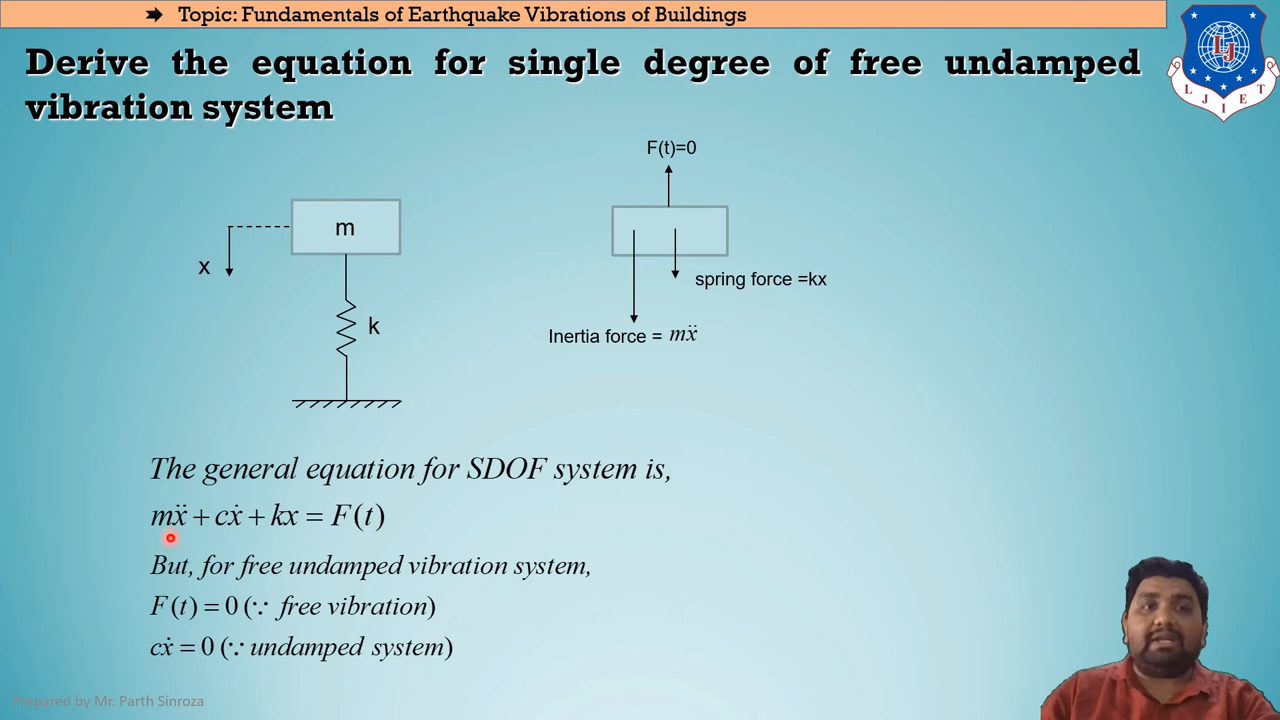 ➨ Topic: Fundamentals of Earthquake Vibrations of Buildings
Derive the equation for single degree of free undamped
vibration system
LJIET
LJ
F(t)=0
m
x
k
spring force =kx
Inertia force = mẍ
The general equation for SDOF system is,
mẍ + cẋ + kx = F(t)
But, for free undamped vibration system,
F(t) = 0 (∵ free vibration)
cẋ = 0 (∵ undamped system)
Prepared by Mr. Parth Sinroza